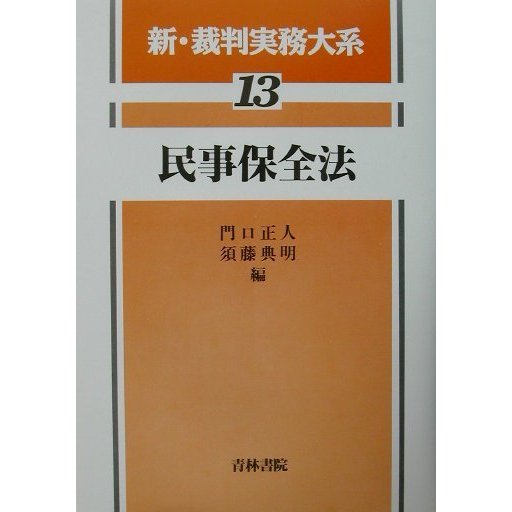 新・裁判実務大系
13
民事保全法
門口正人
須藤典明
編
青林書院